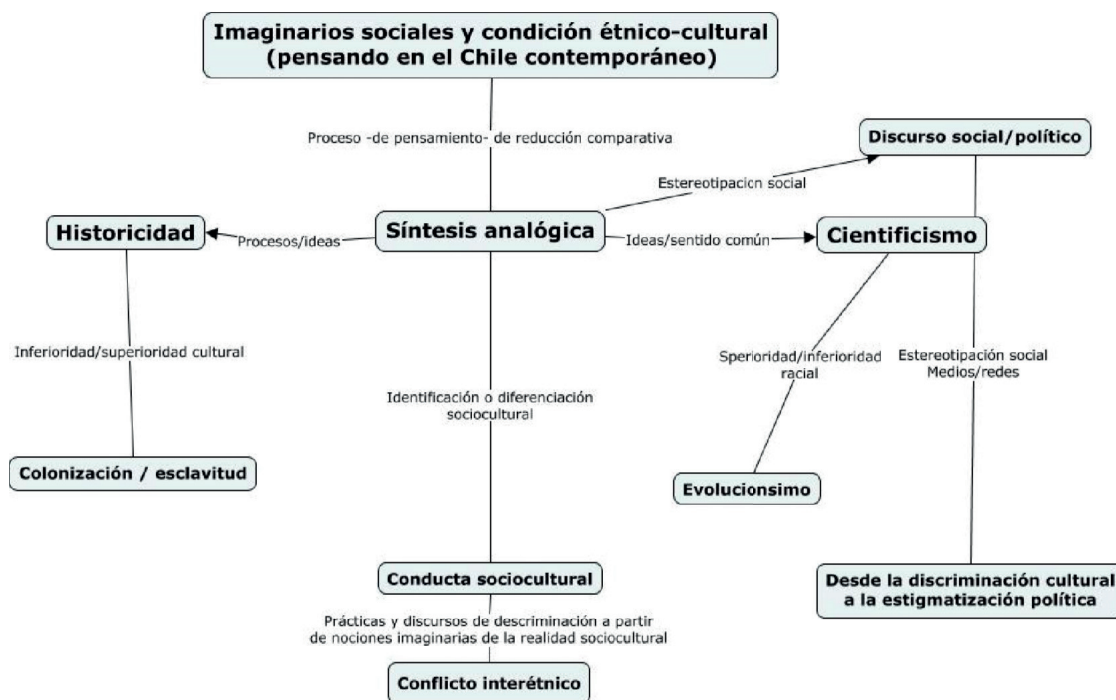 Imaginarios sociales y condición étnico-cultural
(pensando en el Chile contemporáneo)
Proceso -de pensamiento- de reducción comparativa
Discurso social/político
Estereotipacion social
Historicidad
Procesos/ideas
Síntesis analógica
Ideas/sentido común
Cientificismo
Inferioridad/superioridad cultural
Sperioridad/inferioridad
racial
Estereotipación social
Medios/redes
Identificación o diferenciación
sociocultural
Colonización / esclavitud
Evolucionsimo
Conducta sociocultural
Desde la discriminación cultural
a la estigmatización política
Prácticas y discursos de descriminación a partir
de nociones imaginarias de la realidad sociocultural
Conflicto interétnico